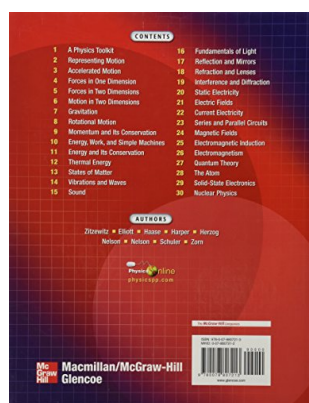 CONTENTS
1 A Physics Toolkit
2 Representing Motion
3 Accelerated Motion
4 Forces in One Dimension
5 Forces in Two Dimensions
6 Motion in Two Dimensions
7 Gravitation
8 Rotational Motion
9 Momentum and Its Conservation
10 Energy, Work, and Simple Machines
11 Energy and Its Conservation
12 Thermal Energy
13 States of Matter
14 Vibrations and Waves
15 Sound
16 Fundamentals of Light
17 Reflection and Mirrors
18 Refraction and Lenses
19 Interference and Diffraction
20 Static Electricity
21 Electric Fields
22 Current Electricity
23 Series and Parallel Circuits
24 Magnetic Fields
25 Electromagnetic Induction
26 Electromagnetism
27 Quantum Theory
28 The Atom
29 Solid-State Electronics
30 Nuclear Physics
AUTHORS
Zitzewitz Elliott Haase Harper Herzog
Nelson Nelson Schuler Zorn
Physics Online
physicspp.com
Mc
Graw
Hill
Macmillan/McGraw-Hill
Glencoe